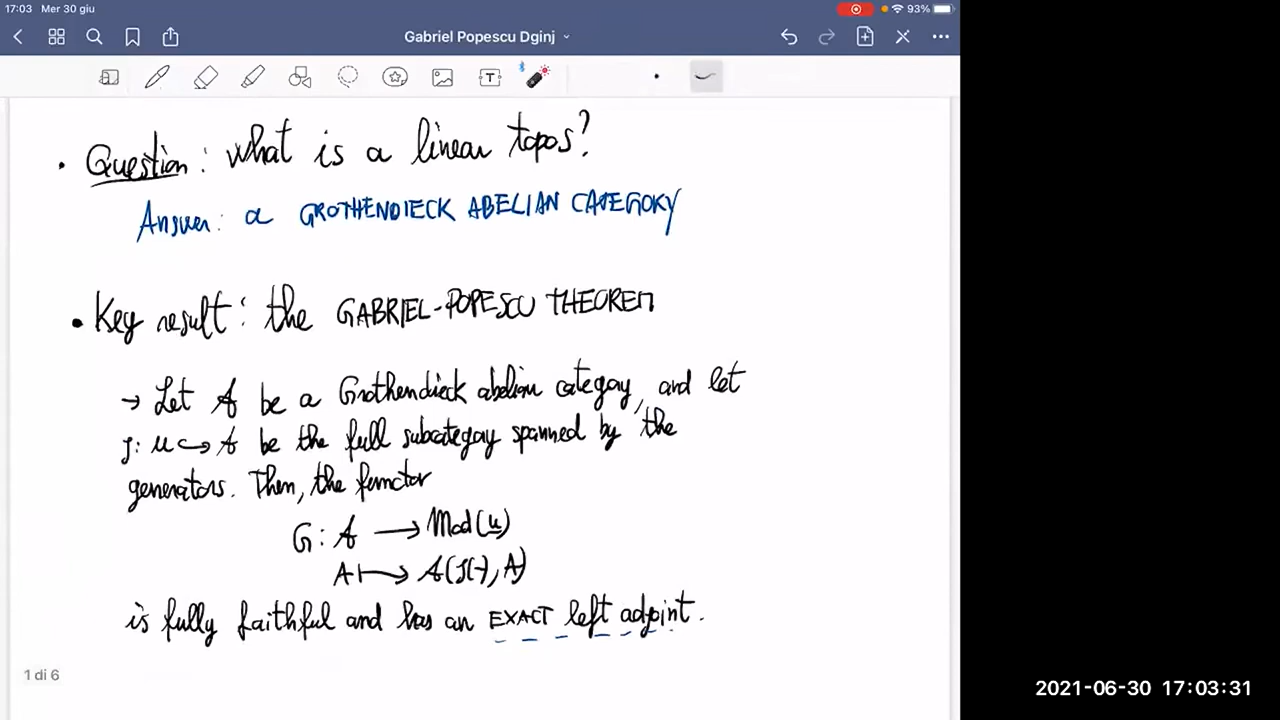 17:03 Mer 30 giu
93%
Gabriel Popescu Dginj
T
• Question: what is a linear topos?
Answer: a GROTHENDIECK ABELIAN CATEGORY
• Key result: the GABRIEL-POPESCU THEOREM
→ Let A be a Grothendieck abelian category, and let
J: u ↪ A be the full subcategory spanned by the
generators. Then, the functor
G: A → Mod(u)
A ↦ A(J(-), A)
is fully faithful and has an EXACT left adjoint.
1 di 6
2021-06-30 17:03:31